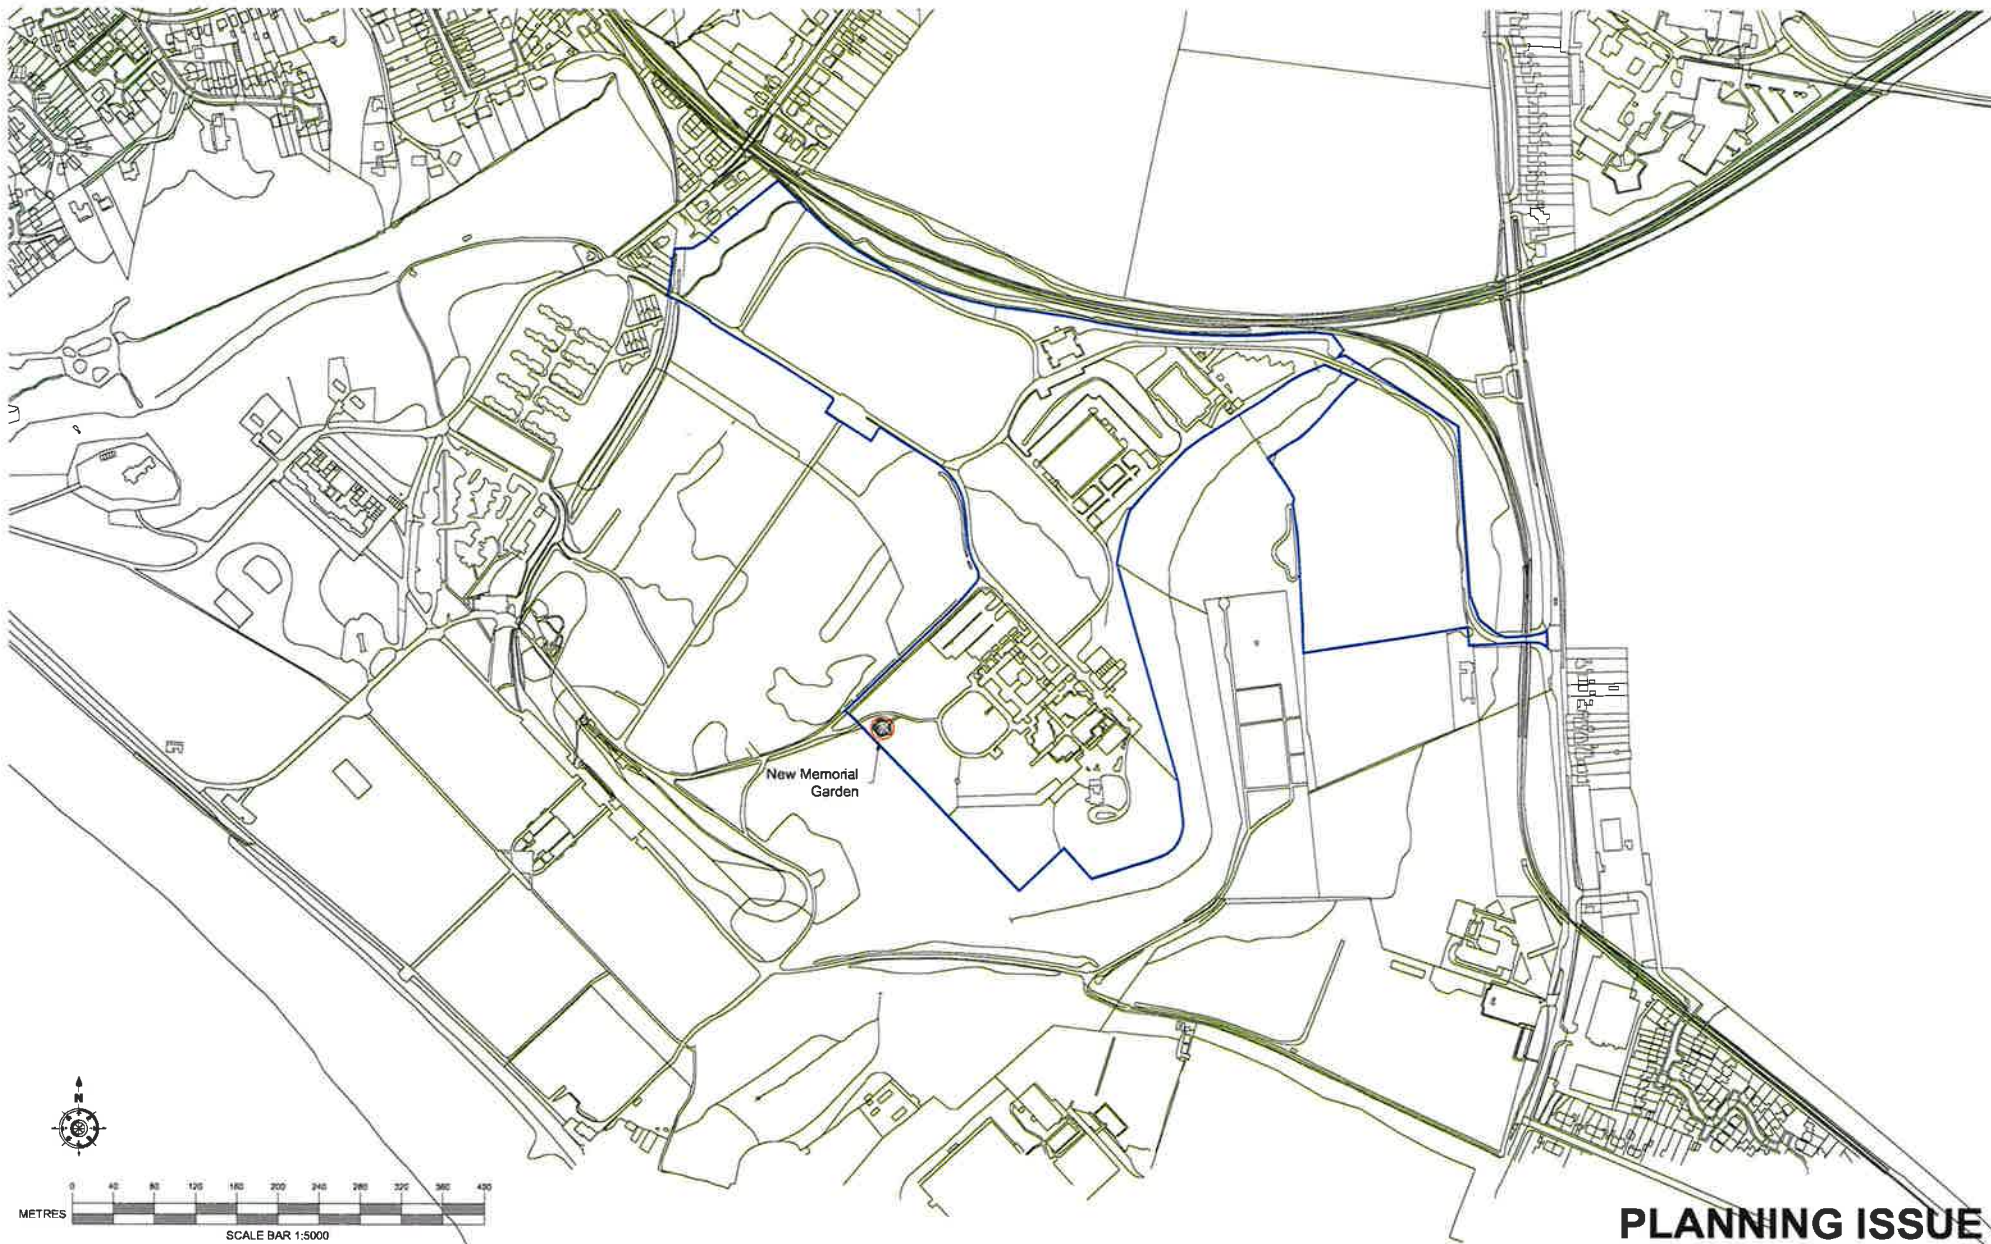 New Memorial
Garden
N
0 40 80 120 160 200 240 280 320 360 400
METRES
SCALE BAR 1:5000
PLANNING ISSUE